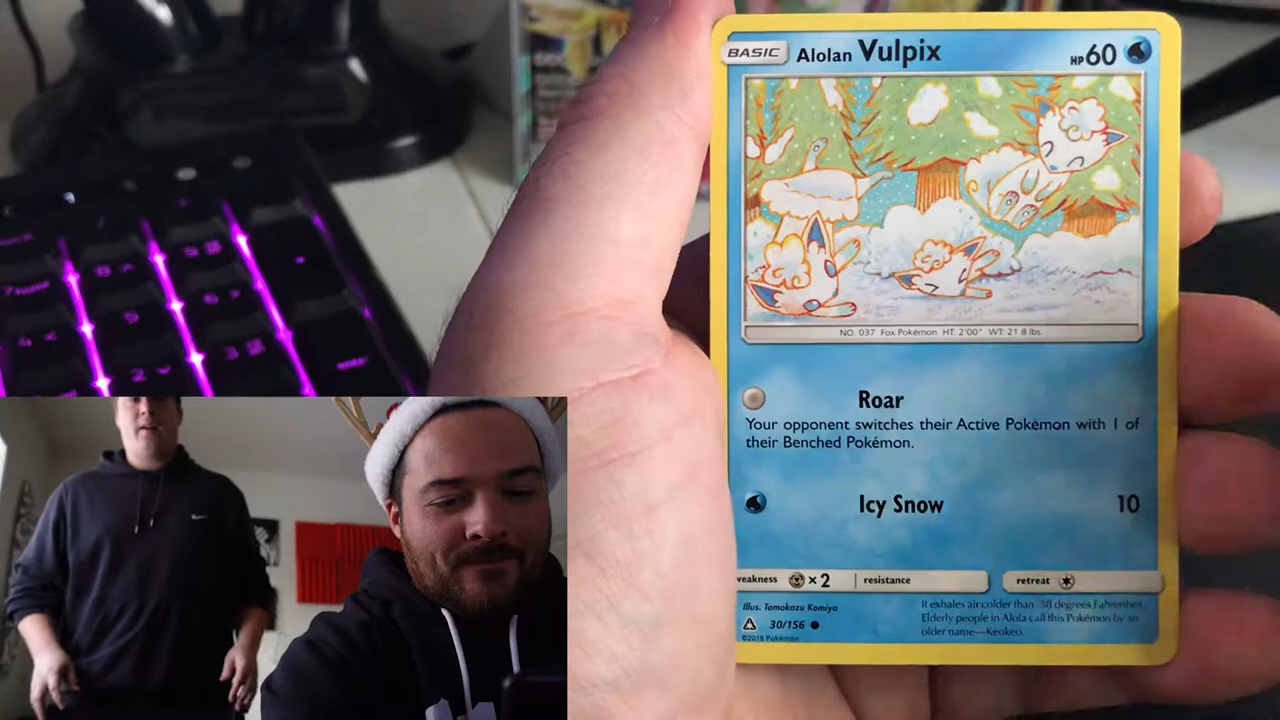 BASIC Alolan Vulpix HP 60
NO. 037 Fox Pokémon HT: 2'00" WT: 21.8 lbs
Roar
Your opponent switches their Active Pokémon with 1 of
their Benched Pokémon.
Icy Snow 10
weakness ×2 resistance retreat
Illus. Tomokazu Komiya
30/156
©2018 Pokémon
It exhales air colder than -58 degrees Fahrenheit.
Elderly people in Alola call this Pokémon by an
older name—Keokeo.
enter